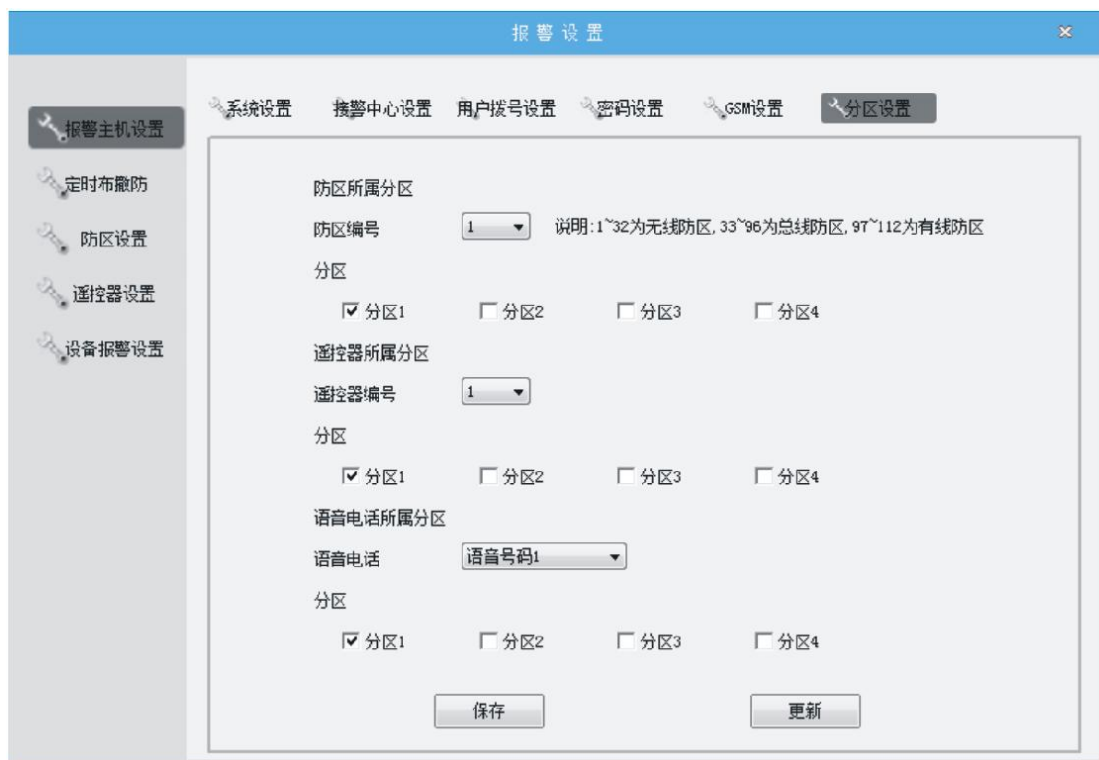 报警设置
报警主机设置
定时布撤防
防区设置
遥控器设置
设备报警设置
系统设置 接警中心设置 用户拨号设置 密码设置 GSM设置 分区设置
防区所属分区
防区编号 1 说明:1~32为无线防区,33~96为总线防区,97~112为有线防区
分区
分区1 分区2 分区3 分区4
遥控器所属分区
遥控器编号 1
分区
分区1 分区2 分区3 分区4
语音电话所属分区
语音电话 语音号码1
分区
分区1 分区2 分区3 分区4
保存 更新